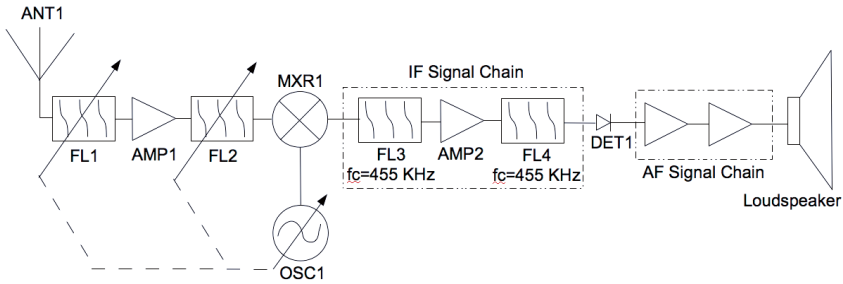 ANT1
FL1
AMP1
FL2
MXR1
OSC1
IF Signal Chain
FL3
fc=455 KHz
AMP2
FL4
fc=455 KHz
DET1
AF Signal Chain
Loudspeaker